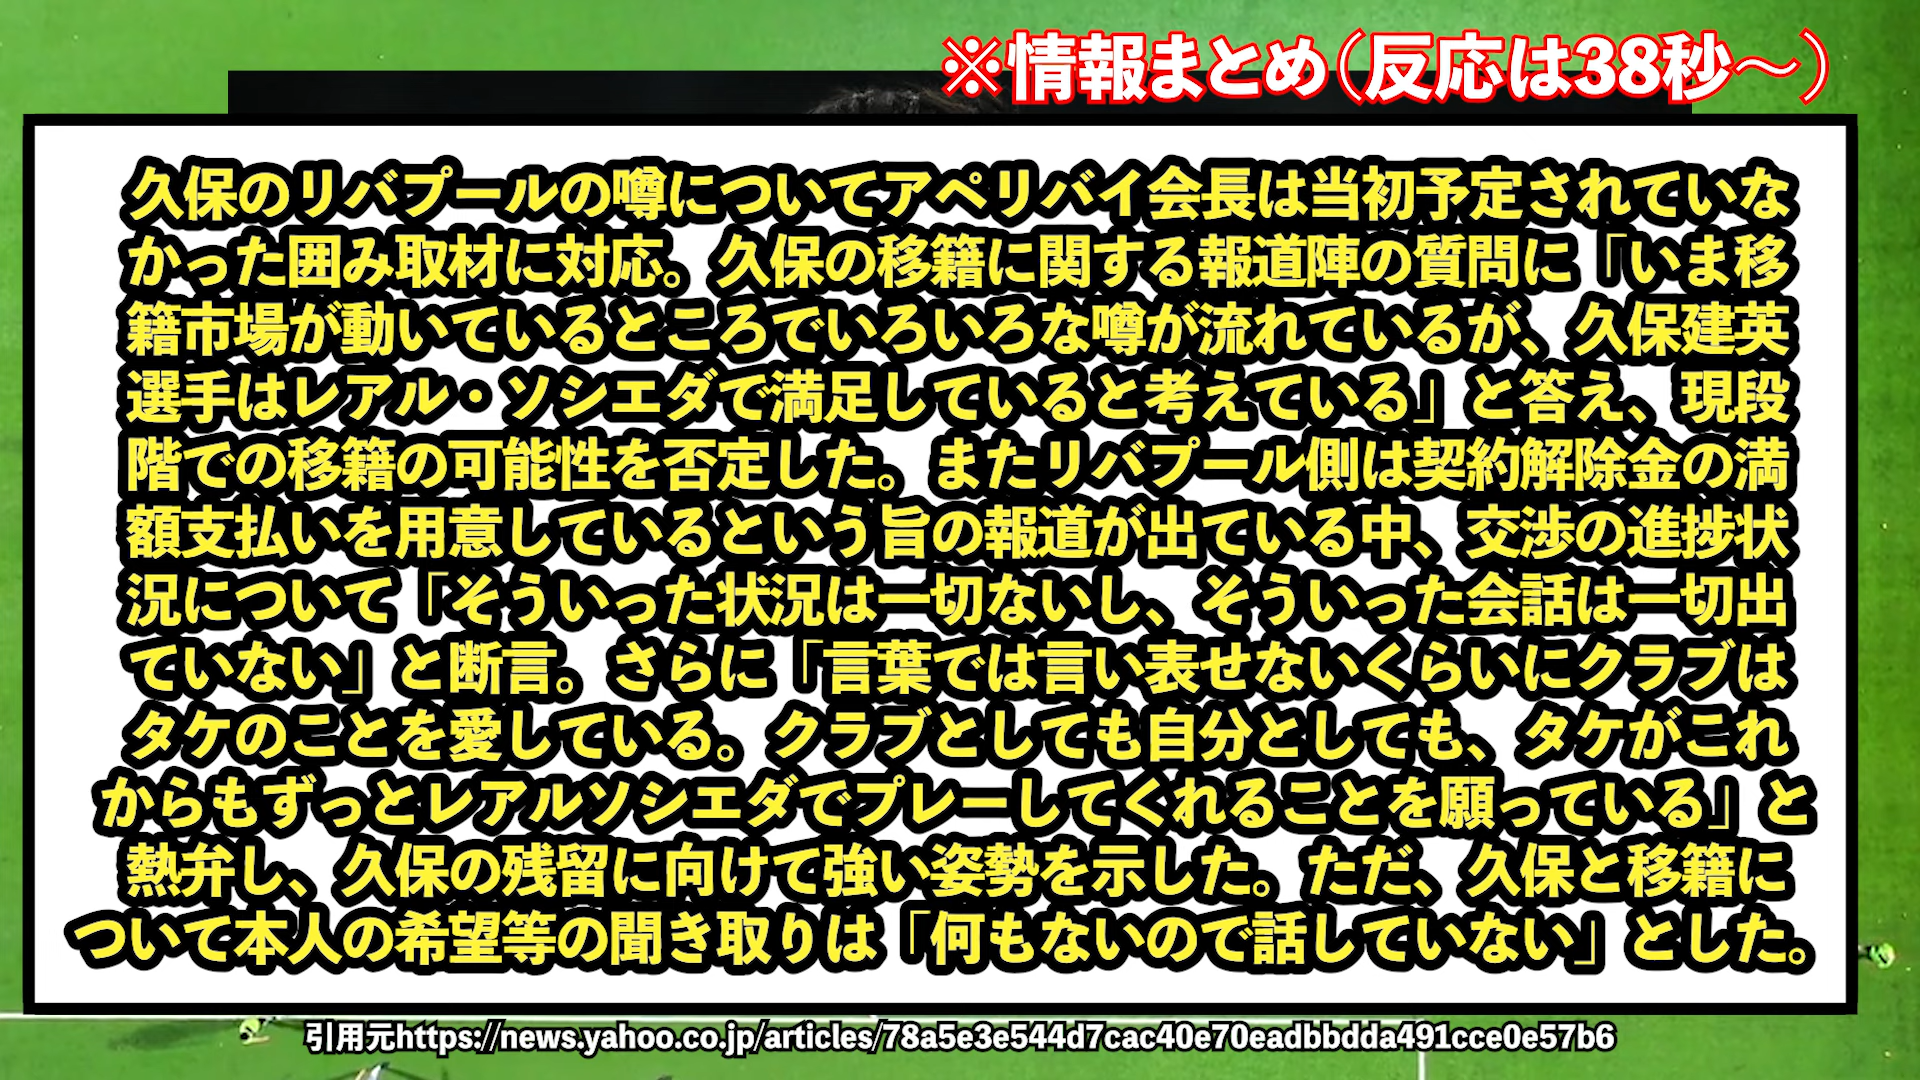 ※情報まとめ（反応は38秒～）
久保のリバプールの噂についてアペリバイ会長は当初予定されていな
かった囲み取材に対応。久保の移籍に関する報道陣の質問に『いま移
籍市場が動いているところでいろいろな噂が流れているが、久保建英
選手はレアル・ソシエダで満足していると考えている』と答え、現段
階での移籍の可能性を否定した。またリバプール側は契約解除金の満
額支払いを用意しているという旨の報道が出ている中、交渉の進捗状
況について「そういった状況は一切ないし、そういった会話は一切出
ていない」と断言。さらに「言葉では言い表せないくらいにクラブは
タケのことを愛している。クラブとしても自分としても、タケがこれ
からもずっとレアルソシエダでプレーしてくれることを願っている』と
熱弁し、久保の残留に向けて強い姿勢を示した。ただ、久保と移籍に
ついて本人の希望等の聞き取りは「何もないので話していない」とした。
引用元https://news.yahoo.co.jp/articles/78a5e3e544d7cac40e70eadbbdda491cce0e57b6